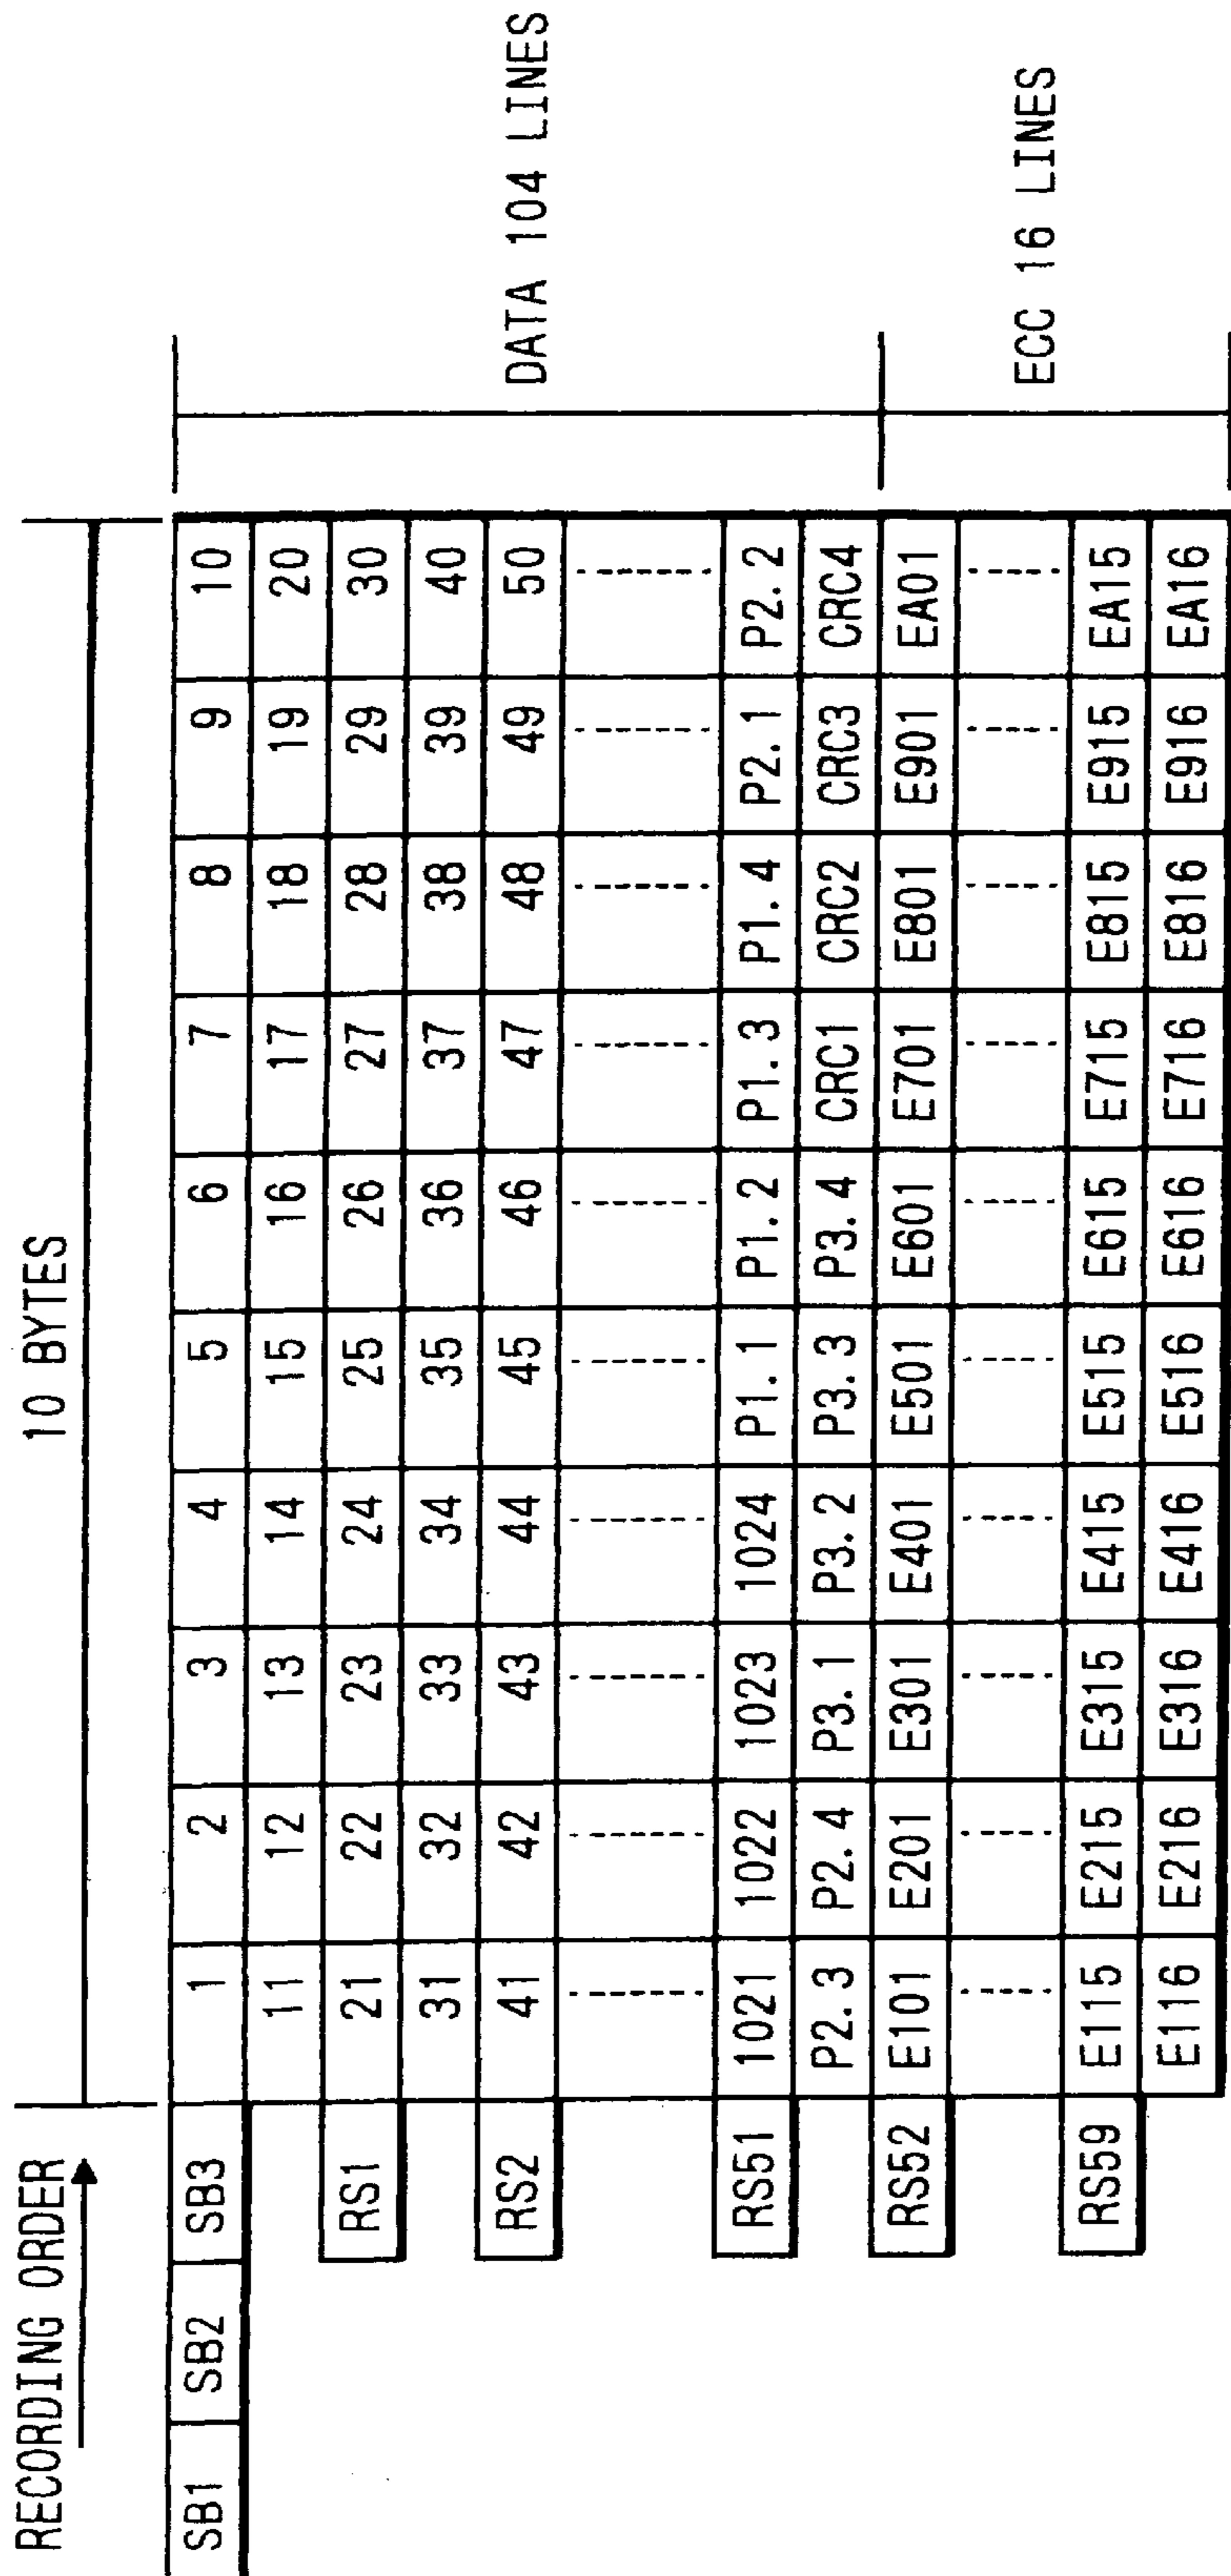 RECORDING ORDER
10 BYTES
SB1 SB2 SB3 1 2 3 4 5 6 7 8 9 10
11 12 13 14 15 16 17 18 19 20
RS1 21 22 23 24 25 26 27 28 29 30
31 32 33 34 35 36 37 38 39 40
RS2 41 42 43 44 45 46 47 48 49 50
RS51 1021 1022 1023 1024 P1.1 P1.2 P1.3 P1.4 P2.1 P2.2
P2.3 P2.4 P3.1 P3.2 P3.3 P3.4 CRC1 CRC2 CRC3 CRC4
RS52 E101 E201 E301 E401 E501 E601 E701 E801 E901 EA01
RS59 E115 E215 E315 E415 E515 E615 E715 E815 E915 EA15
E116 E216 E316 E416 E516 E616 E716 E816 E916 EA16
DATA 104 LINES
ECC 16 LINES